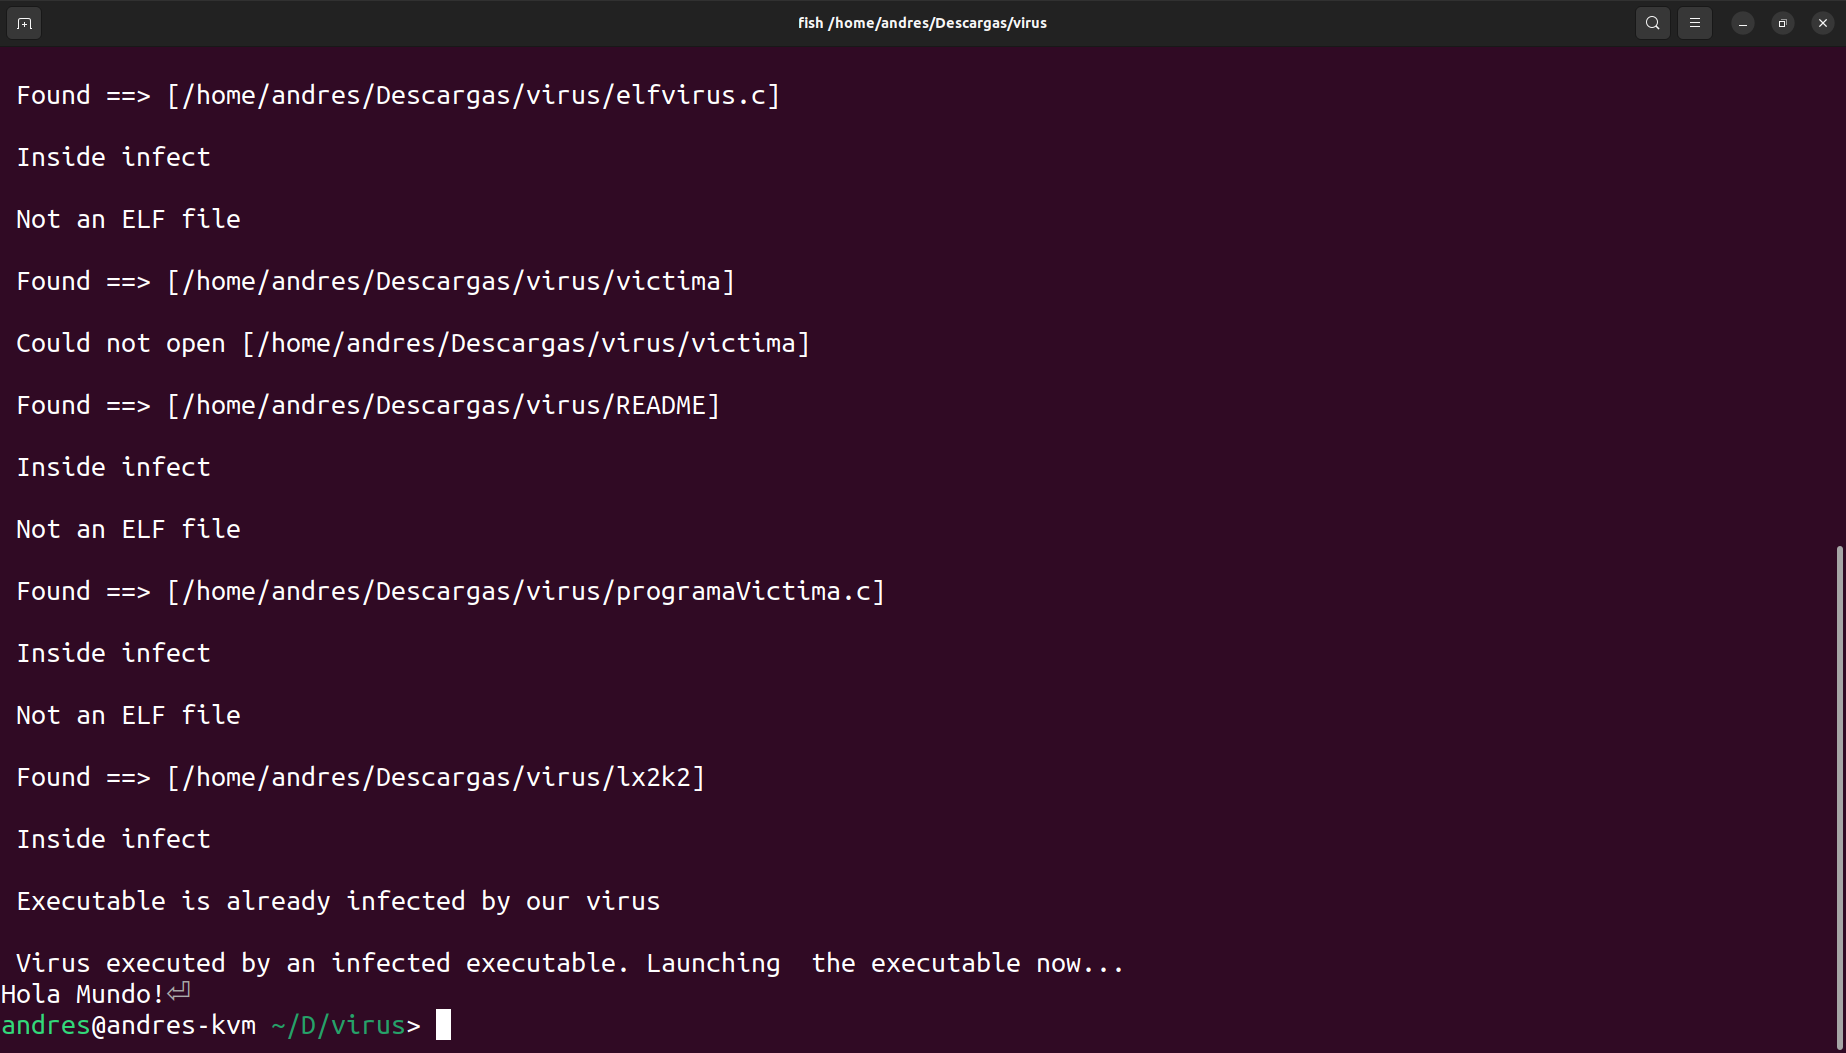 fish /home/andres/Descargas/virus
Found ==> [/home/andres/Descargas/virus/elfvirus.c]
Inside infect
Not an ELF file
Found ==> [/home/andres/Descargas/virus/victima]
Could not open [/home/andres/Descargas/virus/victima]
Found ==> [/home/andres/Descargas/virus/README]
Inside infect
Not an ELF file
Found ==> [/home/andres/Descargas/virus/programaVictima.c]
Inside infect
Not an ELF file
Found ==> [/home/andres/Descargas/virus/lx2k2]
Inside infect
Executable is already infected by our virus
Virus executed by an infected executable. Launching  the executable now...
Hola Mundo!⏎
andres@andres-kvm ~/D/virus>